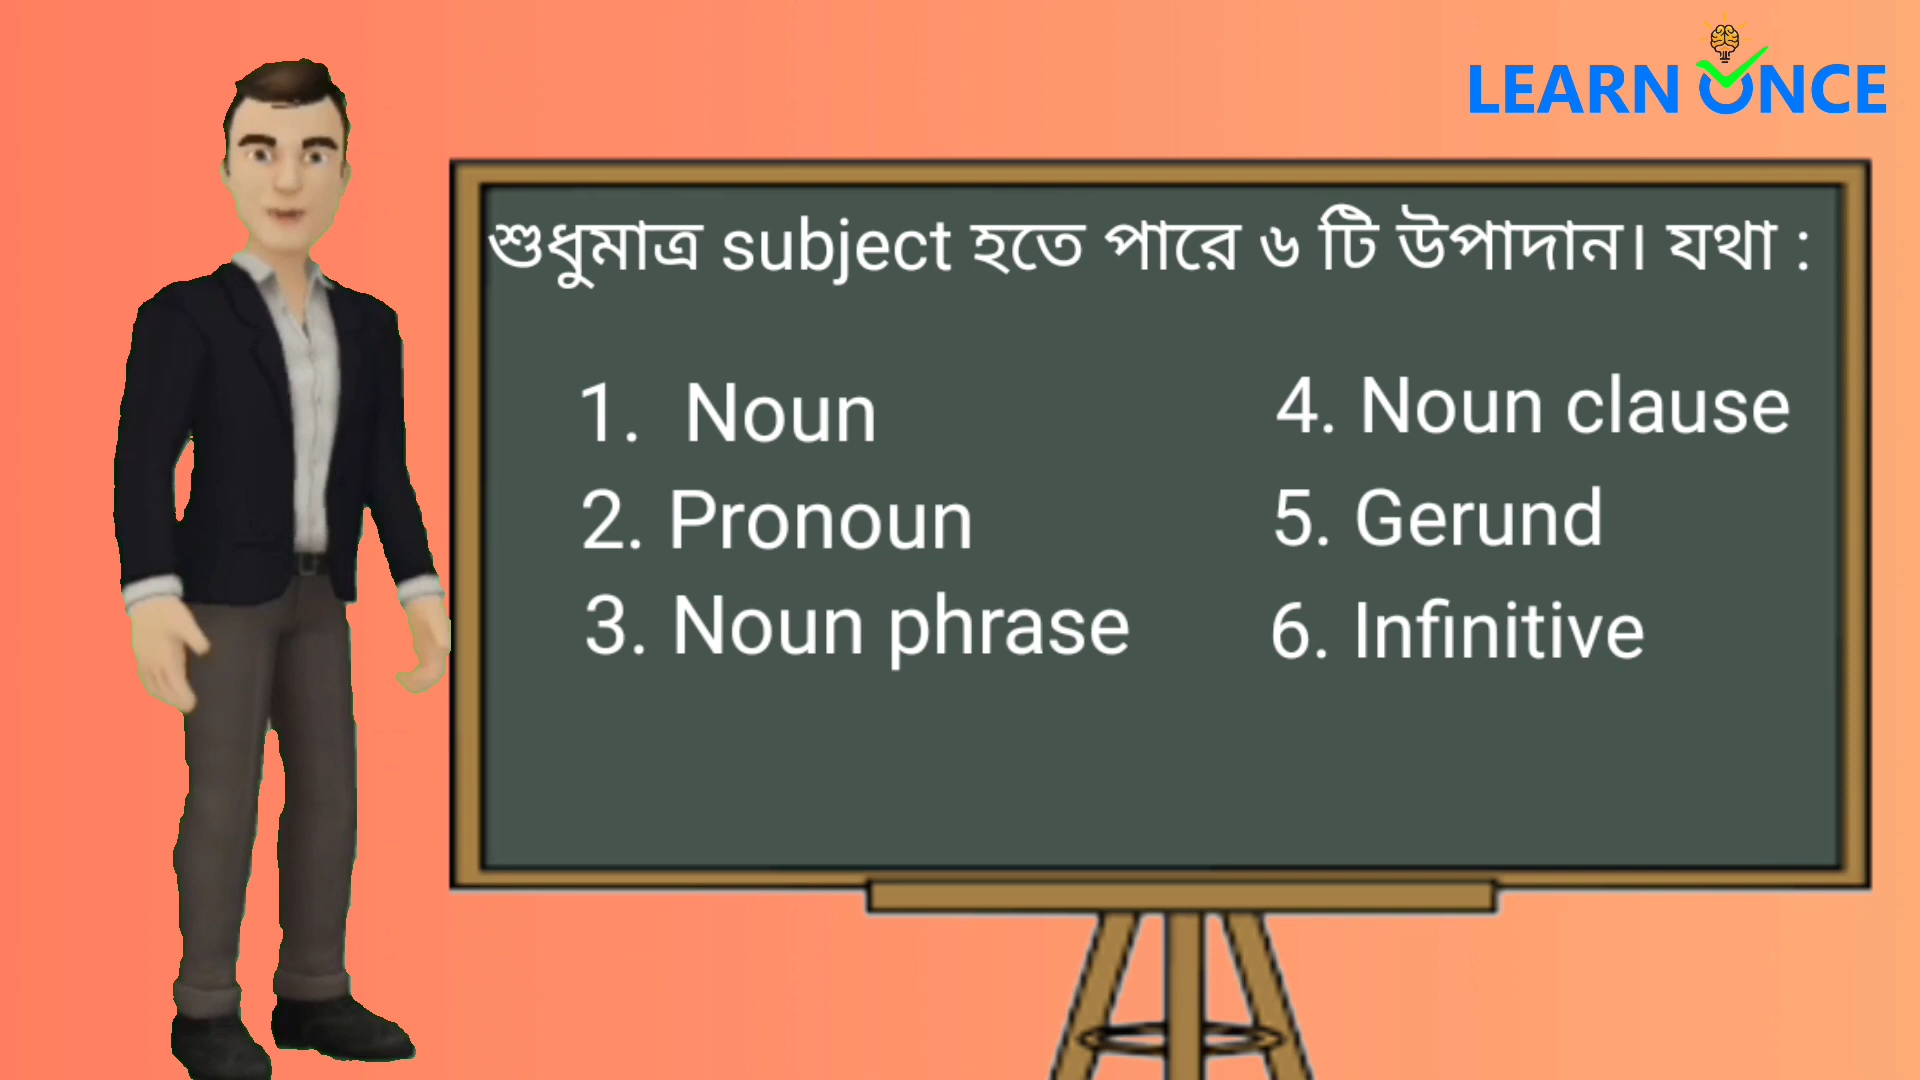 LEARN ONCE
শুধুমাত্র subject হতে পারে ৬ টি উপাদান। যথা :
1. Noun
2. Pronoun
3. Noun phrase
4. Noun clause
5. Gerund
6. Infinitive